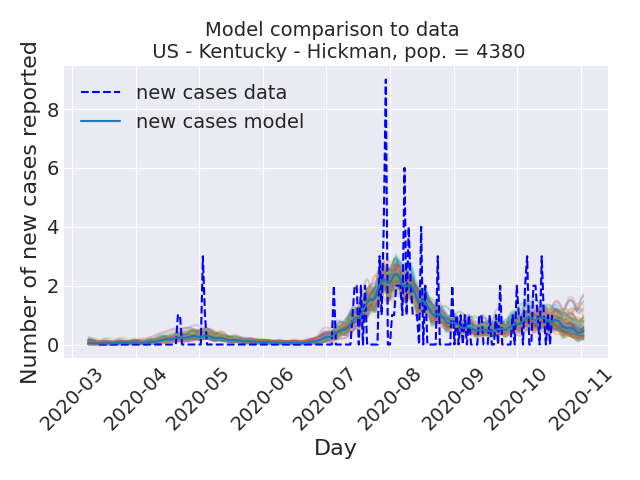 Model comparison to data
US - Kentucky - Hickman, pop. = 4380
Number of new cases reported
new cases data
new cases model
8
6
4
2
0
2020-03
2020-04
2020-05
2020-06
2020-07
2020-08
2020-09
2020-10
2020-11
Day